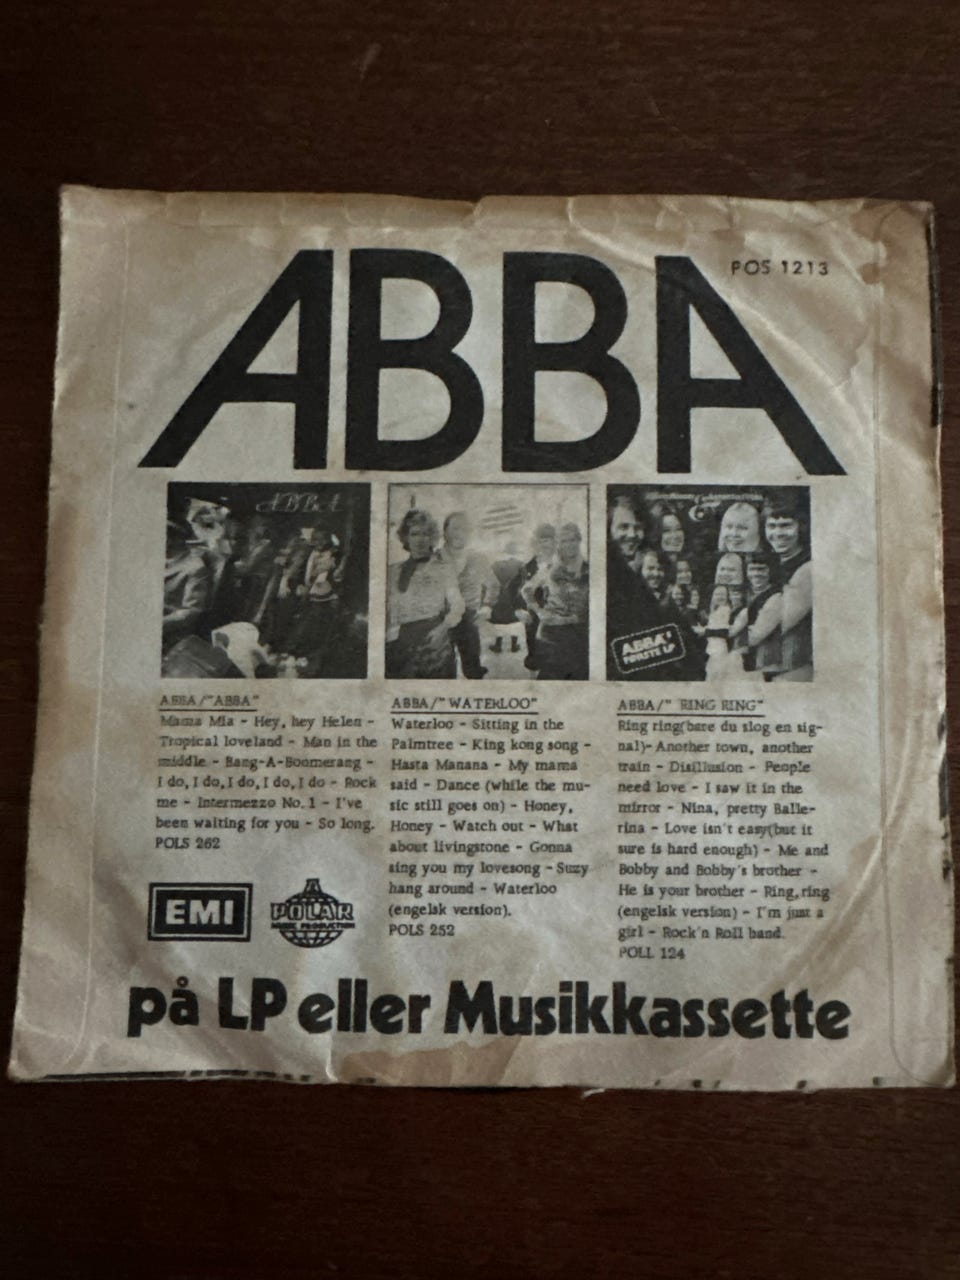 ABBA
POS 1213
ABBA
ABBA'S
FØRSTE LP
ABBA/"ABBA"
Mama Mia - Hey, hey Helen -
Tropical loveland - Man in the
middle - Bang-A-Boomerang -
I do, I do, I do, I do, I do - Rock
me - Intermezzo No. 1 - I've
been waiting for you - So long.
POLS 262
EMI
POLAR
MUSIC PRODUCTION
ABBA/"WATERLOO"
Waterloo - Sitting in the
Palmtree - King kong song -
Hasta Manana - My mama
said - Dance (while the mu-
sic still goes on) - Honey,
Honey - Watch out - What
about livingstone - Gonna
sing you my lovesong - Suzy
hang around - Waterloo
(engelsk version).
POLS 252
ABBA/" RING RING"
Ring ring(bare du slog en sig-
nal)- Another town, another
train - Disillusion - People
need love - I saw it in the
mirror - Nina, pretty Balle-
rina - Love isn't easy(but it
sure is hard enough) - Me and
Bobby and Bobby's brother -
He is your brother - Ring, ring
(engelsk version) - I'm just a
girl - Rock'n Roll band.
POLL 124
på LP eller Musikkassette